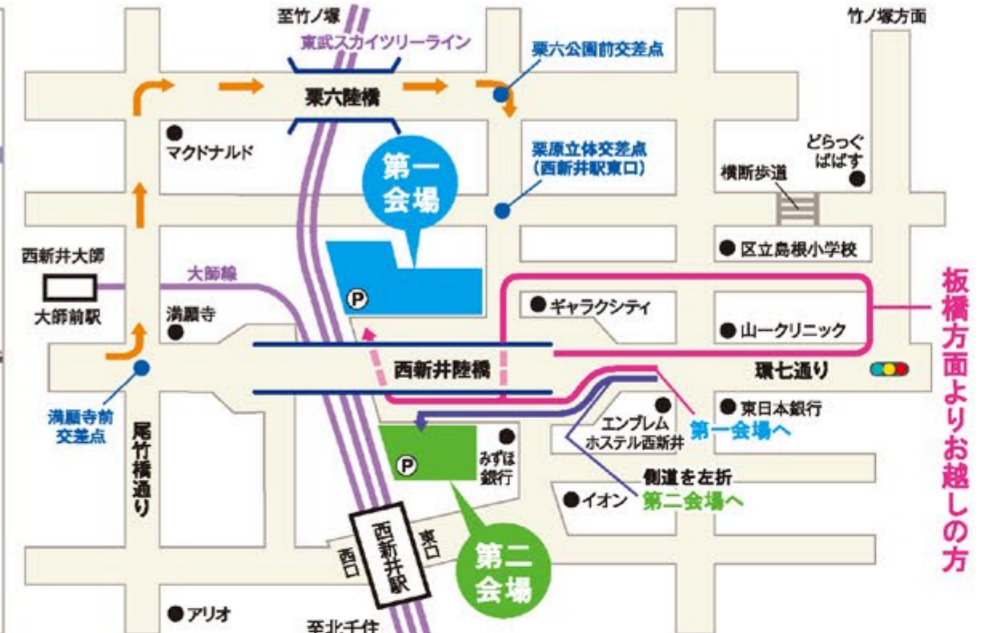 至竹ノ塚
東武スカイツリーライン
竹ノ塚方面
栗六公園前交差点
栗六陸橋
マクドナルド
第一
会場
栗原立体交差点
(西新井駅東口)
どらっぐ
ぱぱす
横断歩道
西新井大師
大師前駅
大師線
満願寺
P
区立島根小学校
ギャラクシティ
山一クリニック
板橋方面よりお越しの方
西新井陸橋
環七通り
満願寺前
交差点
尾竹橋通り
エンブレム
ホステル西新井
東日本銀行
第一会場へ
P
みずほ
銀行
側道を左折
第二会場へ
イオン
西新井駅
西口
東口
第二
会場
アリオ
至北千住